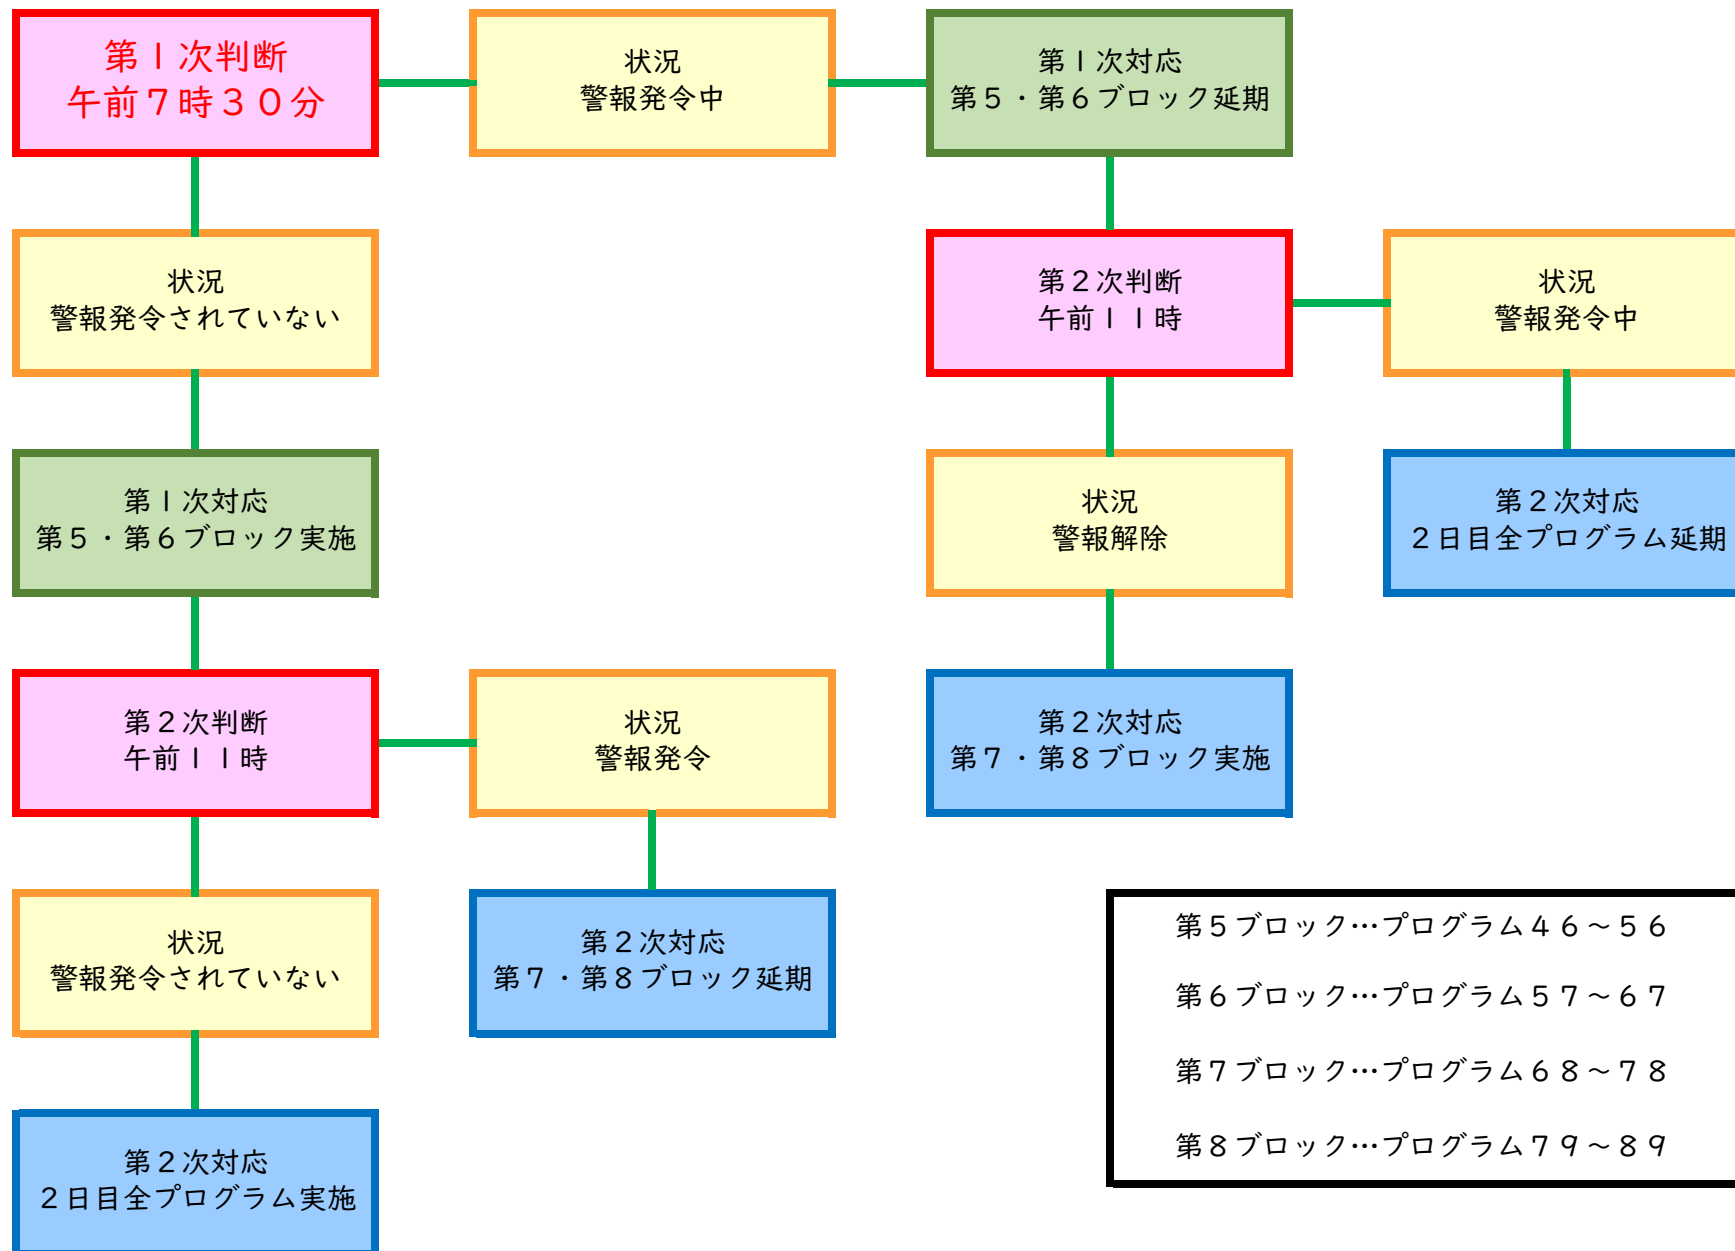 第１次判断
午前７時３０分
状況
警報発令中
第１次対応
第５・第６ブロック延期
状況
警報発令されていない
第２次判断
午前１１時
状況
警報発令中
第１次対応
第５・第６ブロック実施
状況
警報解除
第２次対応
２日目全プログラム延期
第２次判断
午前１１時
状況
警報発令
第２次対応
第７・第８ブロック実施
状況
警報発令されていない
第２次対応
第７・第８ブロック延期
第５ブロック…プログラム４６～５６
第６ブロック…プログラム５７～６７
第７ブロック…プログラム６８～７８
第８ブロック…プログラム７９～８９
第２次対応
２日目全プログラム実施